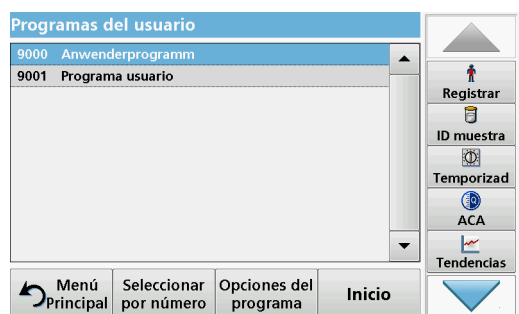 Programas del usuario
9000 Anwenderprogramm
9001 Programa usuario
Registrar
ID muestra
Temporizad
ACA
Tendencias
Menú
Principal
Seleccionar
por número
Opciones del
programa
Inicio